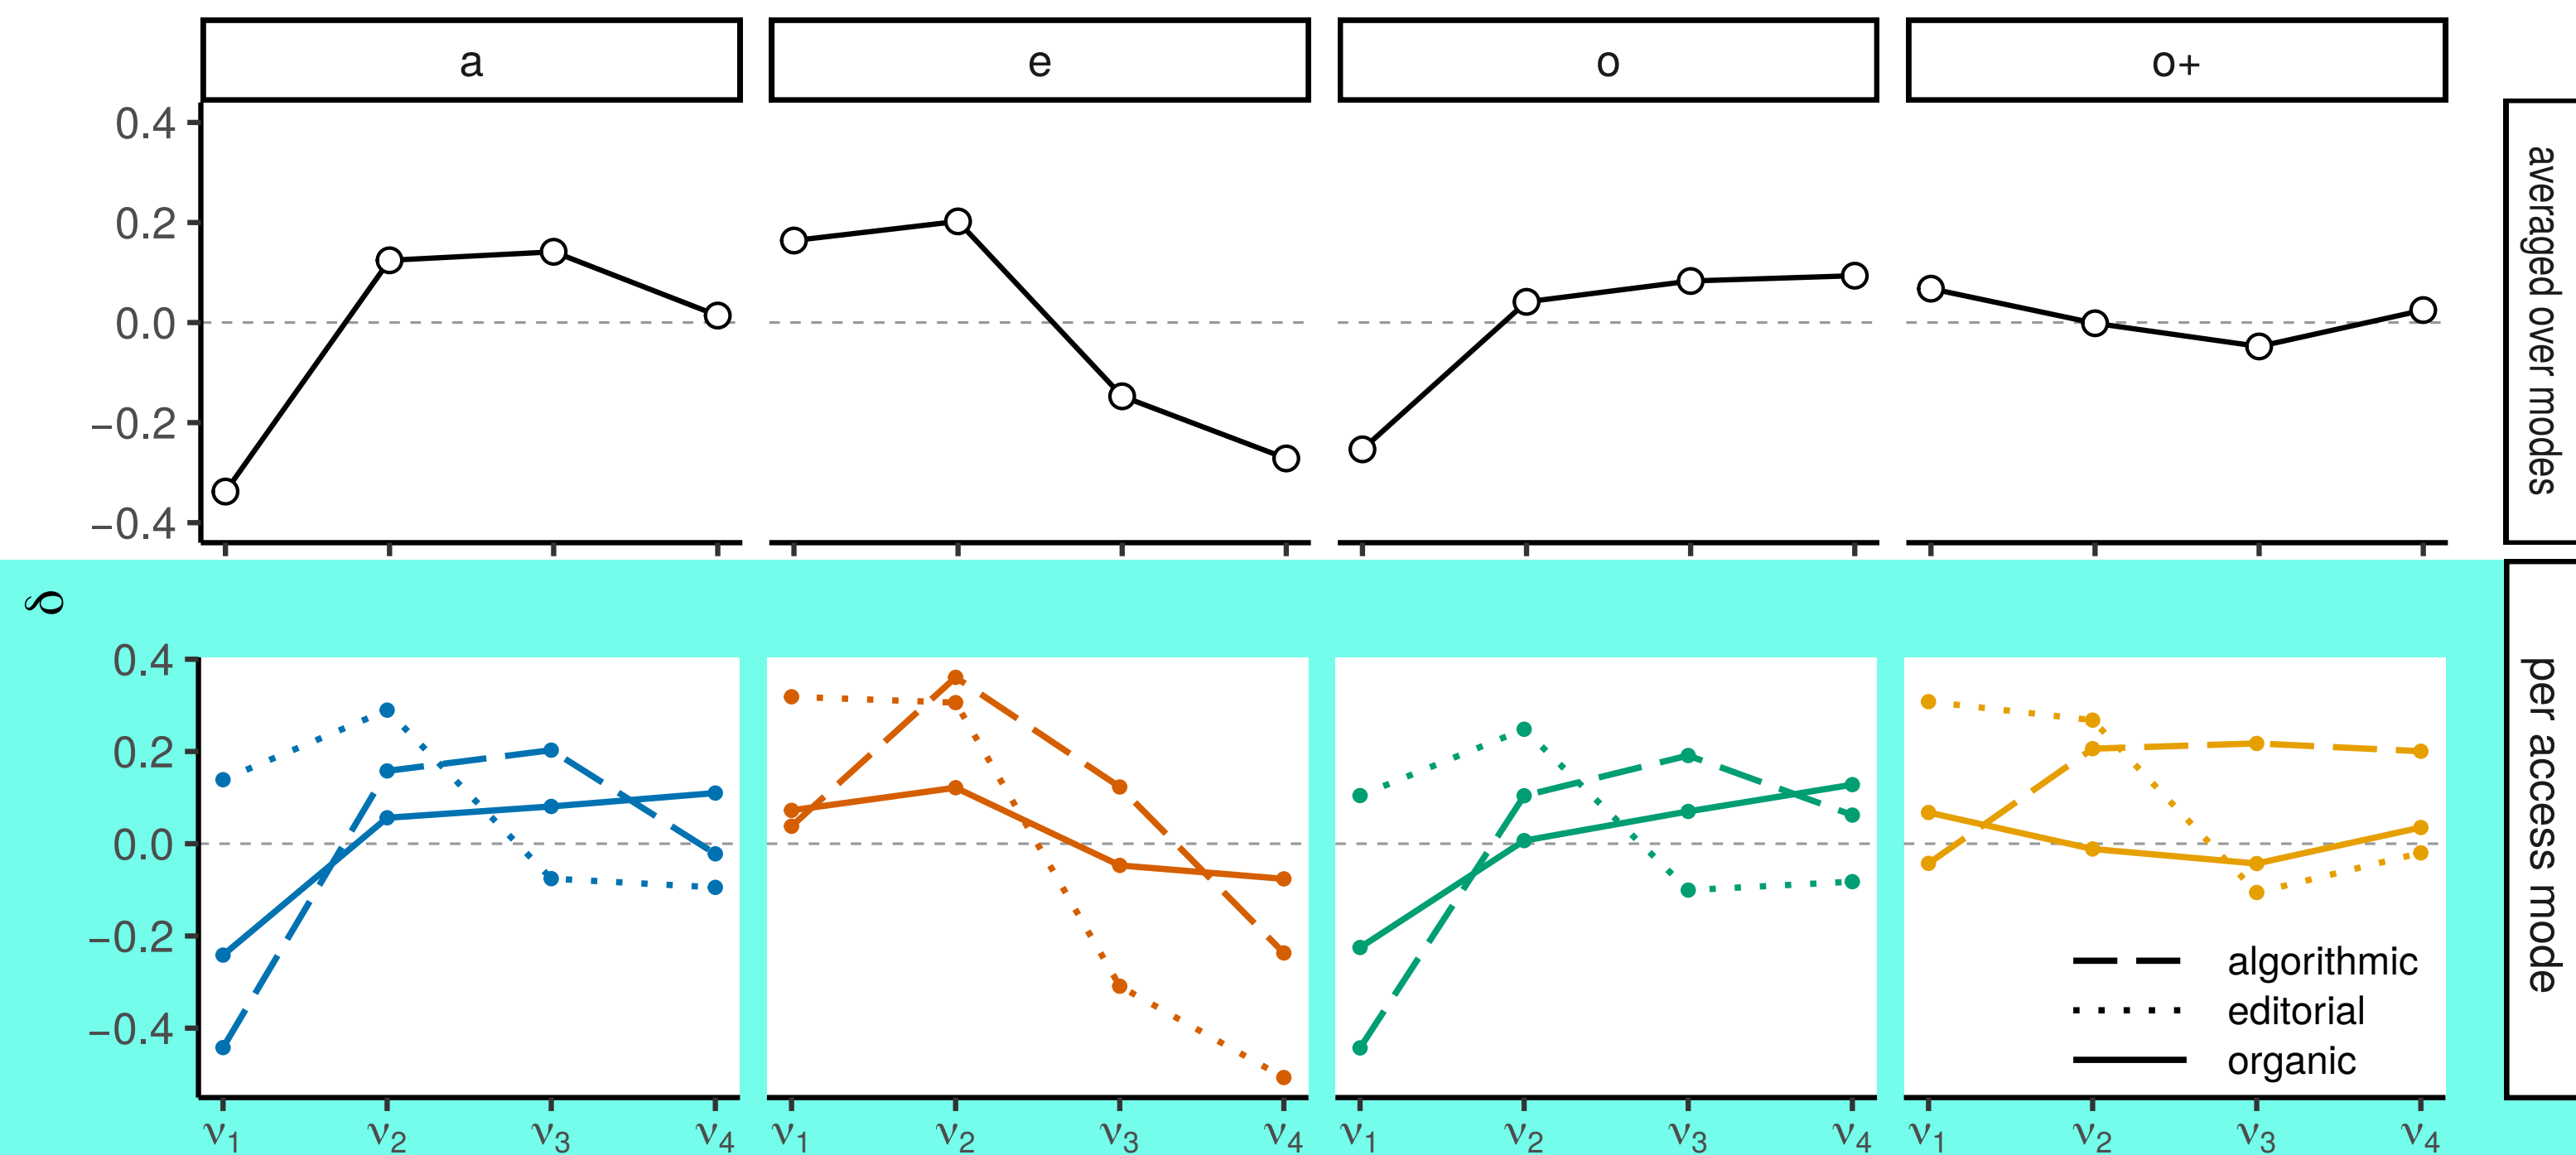 a
e
o
o+
0.4
0.2
0.0
−0.2
−0.4
averaged over modes
δ
0.4
0.2
0.0
−0.2
−0.4
per access mode
algorithmic
editorial
organic
ν1 ν2 ν3 ν4 ν1 ν2 ν3 ν4 ν1 ν2 ν3 ν4 ν1 ν2 ν3 ν4